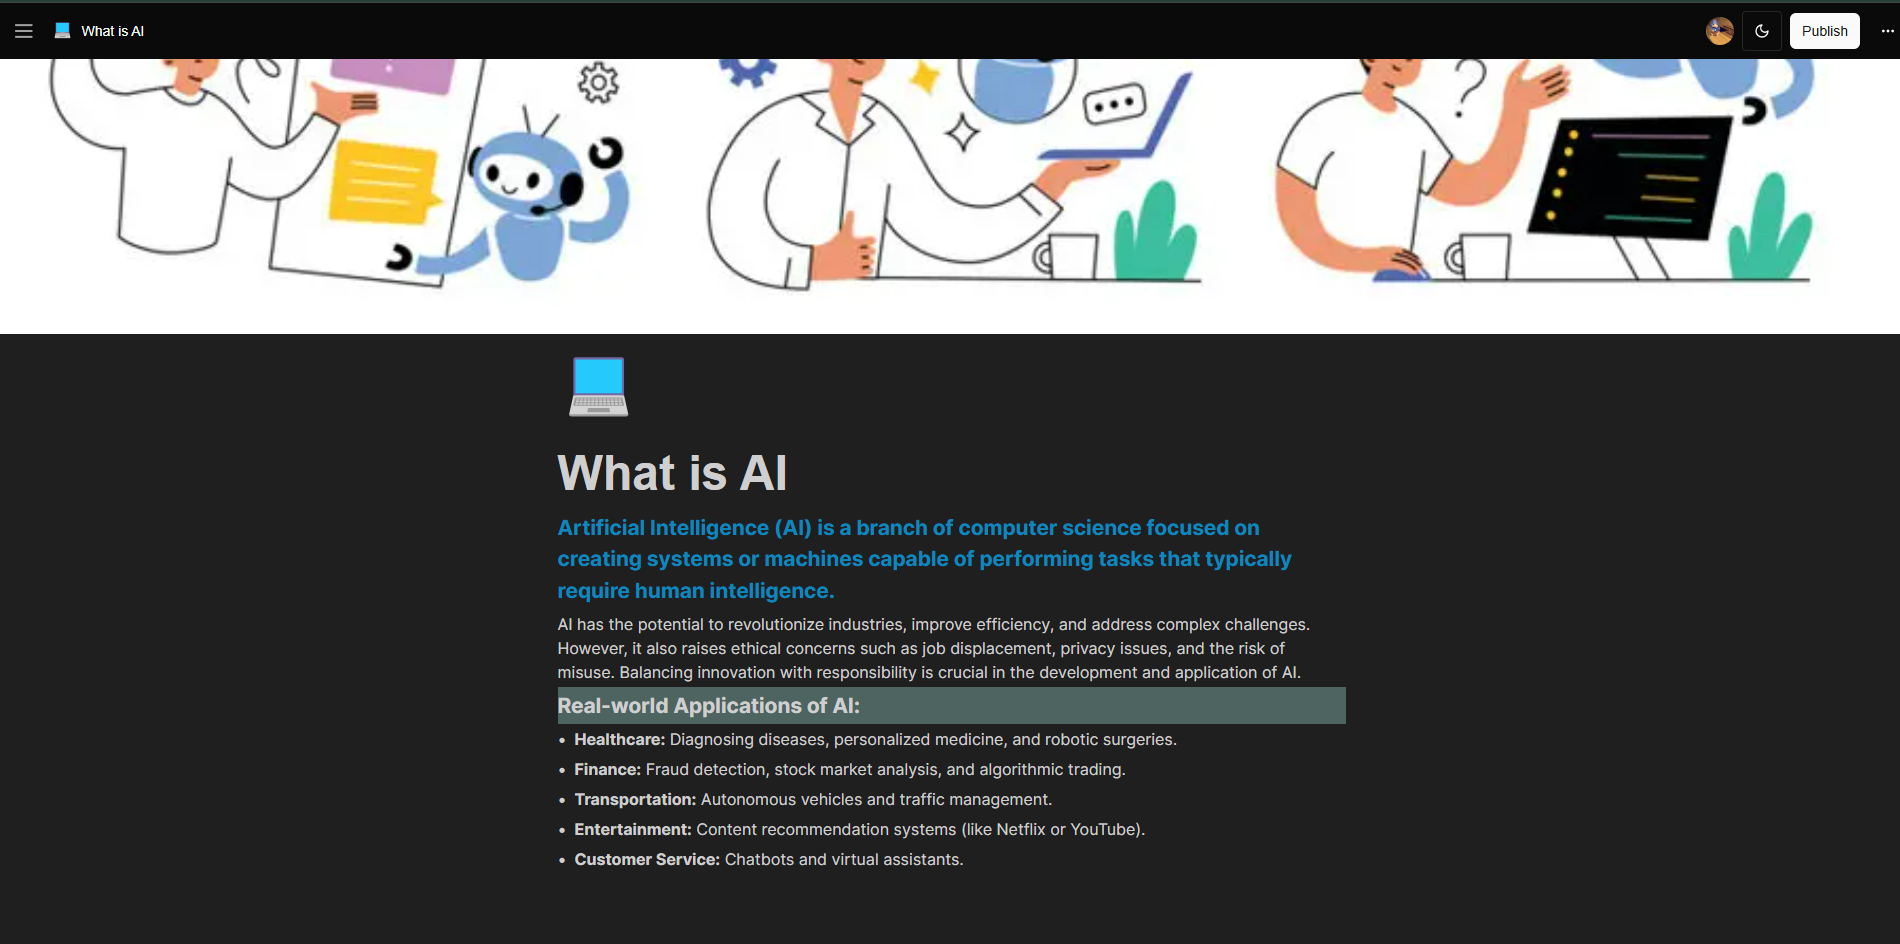 What is AI
Publish
?
What is AI
Artificial Intelligence (AI) is a branch of computer science focused on
creating systems or machines capable of performing tasks that typically
require human intelligence.
AI has the potential to revolutionize industries, improve efficiency, and address complex challenges.
However, it also raises ethical concerns such as job displacement, privacy issues, and the risk of
misuse. Balancing innovation with responsibility is crucial in the development and application of AI.
Real-world Applications of AI:
• Healthcare: Diagnosing diseases, personalized medicine, and robotic surgeries.
• Finance: Fraud detection, stock market analysis, and algorithmic trading.
• Transportation: Autonomous vehicles and traffic management.
• Entertainment: Content recommendation systems (like Netflix or YouTube).
• Customer Service: Chatbots and virtual assistants.